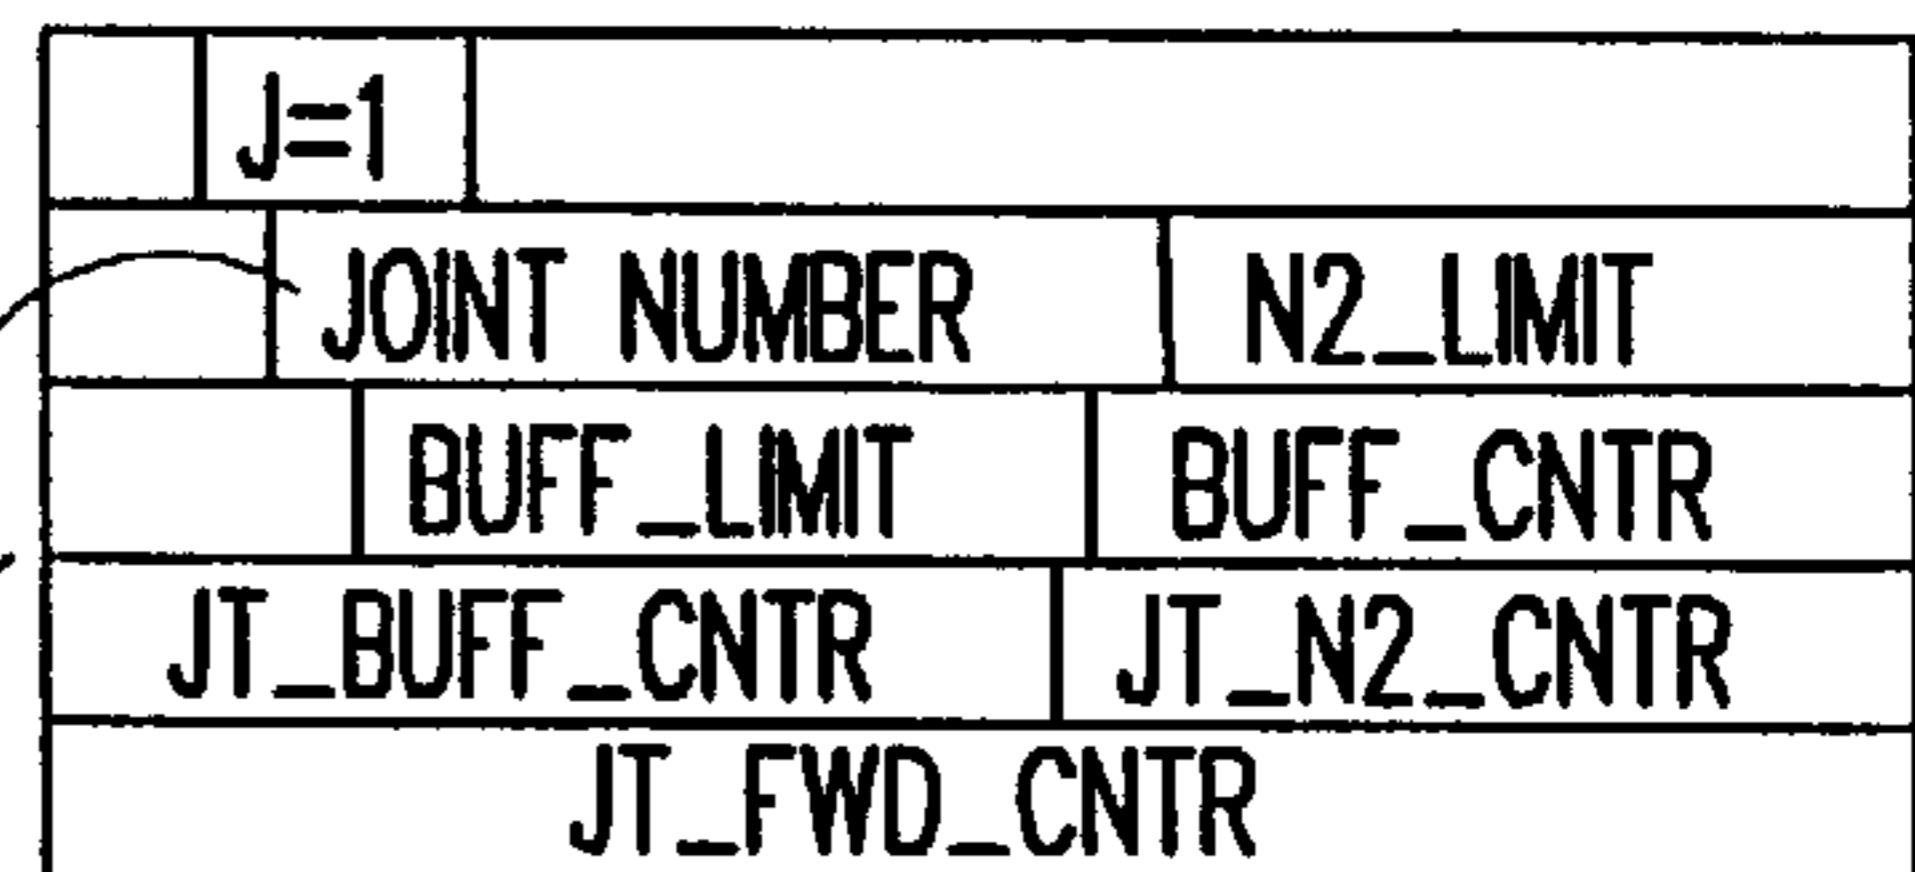 J=1
JOINT NUMBER N2_LIMIT
BUFF_LIMIT BUFF_CNTR
JT_BUFF_CNTR JT_N2_CNTR
JT_FWD_CNTR